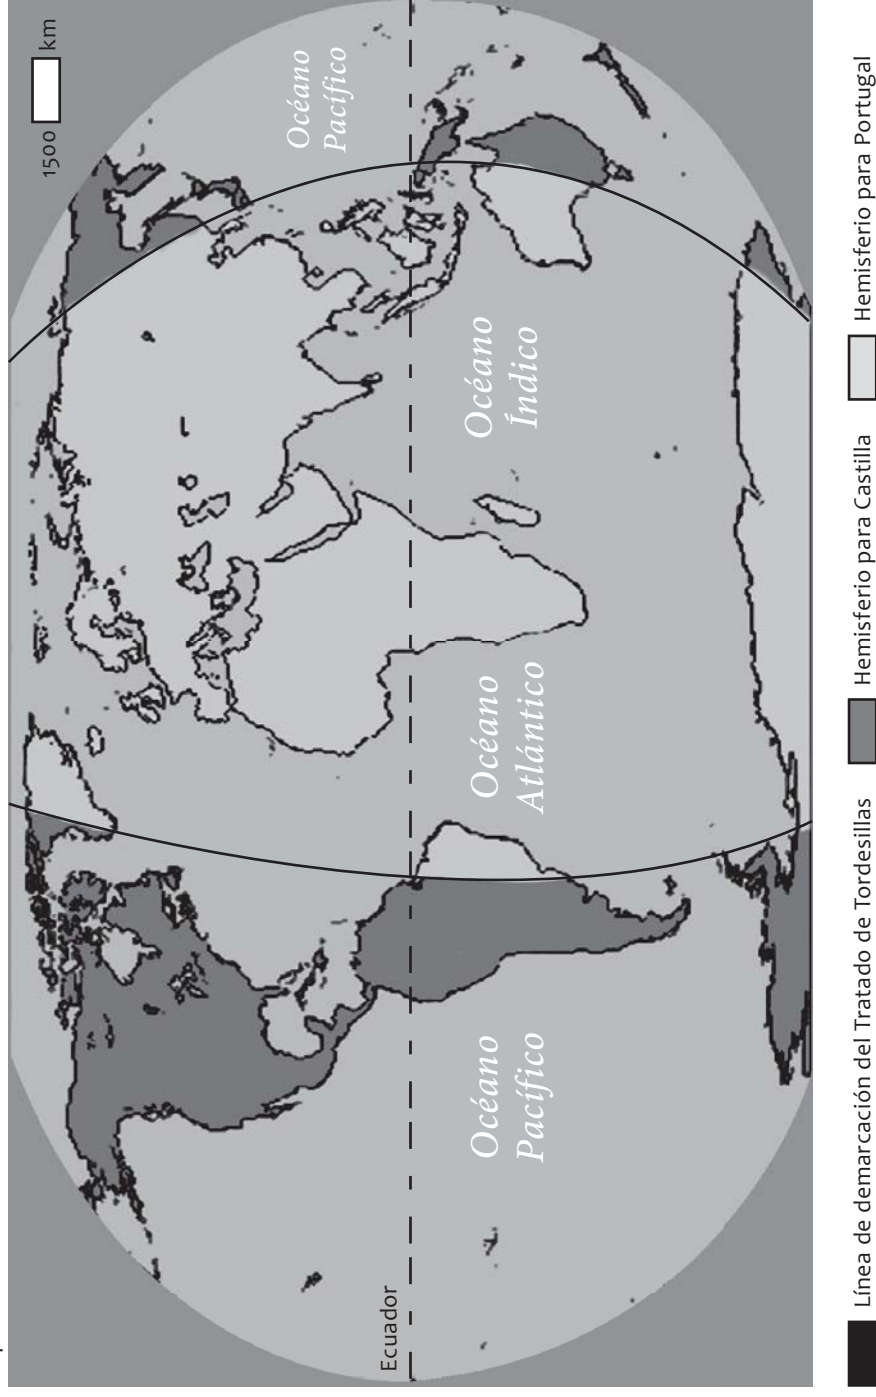 1500 km
Océano
Pacífico
Océano
Índico
Océano
Atlántico
Océano
Pacífico
Ecuador
Línea de demarcación del Tratado de Tordesillas
Hemisferio para Castilla
Hemisferio para Portugal